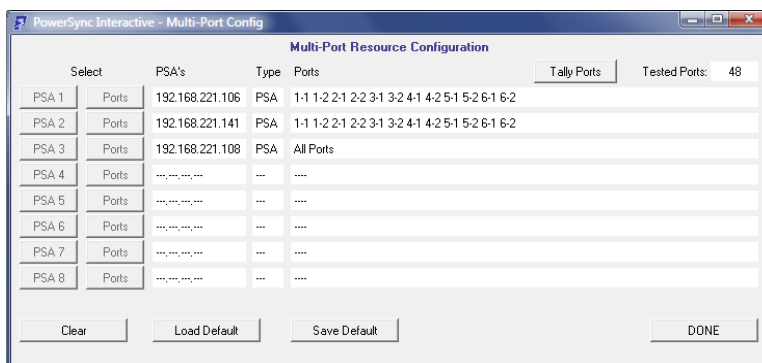 PowerSync Interactive - Multi-Port Config
Multi-Port Resource Configuration
Select PSA's Type Ports Tally Ports Tested Ports: 48
PSA 1 Ports 192.168.221.106 PSA 1-1 1-2 2-1 2-2 3-1 3-2 4-1 4-2 5-1 5-2 6-1 6-2
PSA 2 Ports 192.168.221.141 PSA 1-1 1-2 2-1 2-2 3-1 3-2 4-1 4-2 5-1 5-2 6-1 6-2
PSA 3 Ports 192.168.221.108 PSA All Ports
PSA 4 Ports ---.---.---.--- --- ----
PSA 5 Ports ---.---.---.--- --- ----
PSA 6 Ports ---.---.---.--- --- ----
PSA 7 Ports ---.---.---.--- --- ----
PSA 8 Ports ---.---.---.--- --- ----
Clear Load Default Save Default DONE